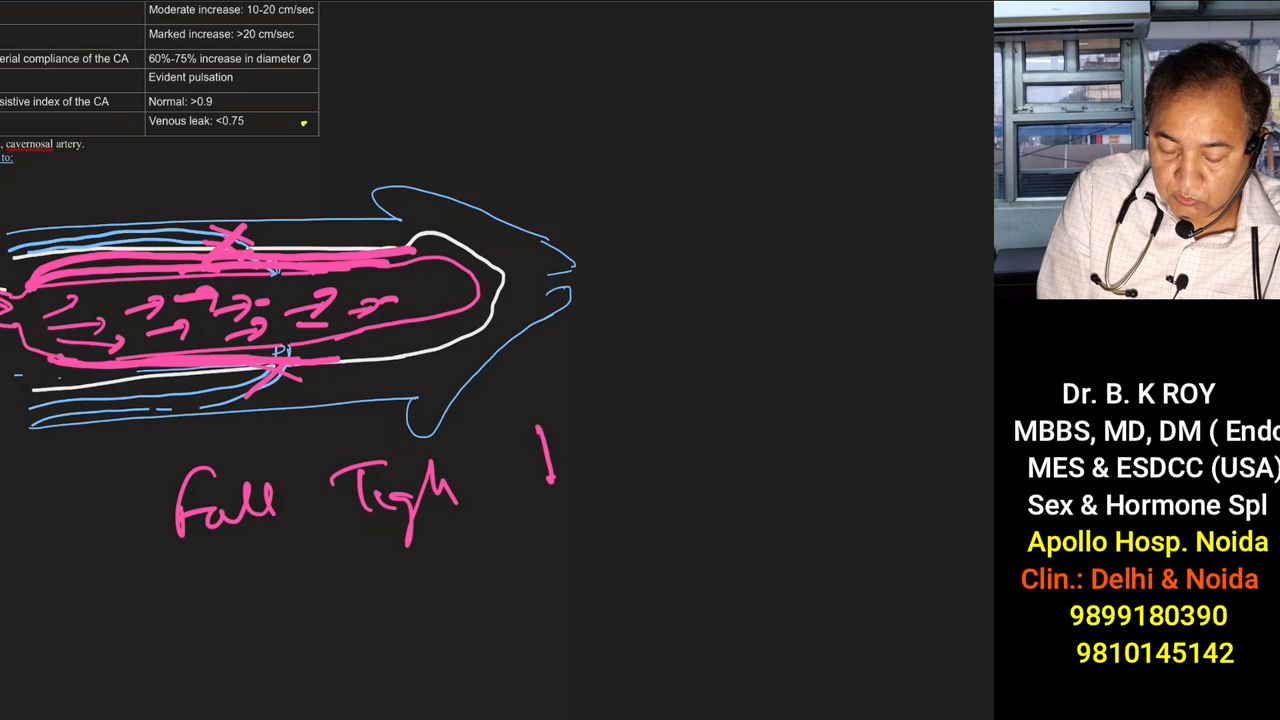 Moderate increase: 10-20 cm/sec
Marked increase: >20 cm/sec
erial compliance of the CA 60%-75% increase in diameter Ø
Evident pulsation
sistive index of the CA Normal: >0.9
Venous leak: <0.75
, cavernosal artery.
to:
Dr. B. K ROY
MBBS, MD, DM ( Endo
MES & ESDCC (USA)
Sex & Hormone Spl
Apollo Hosp. Noida
Clin.: Delhi & Noida
9899180390
9810145142